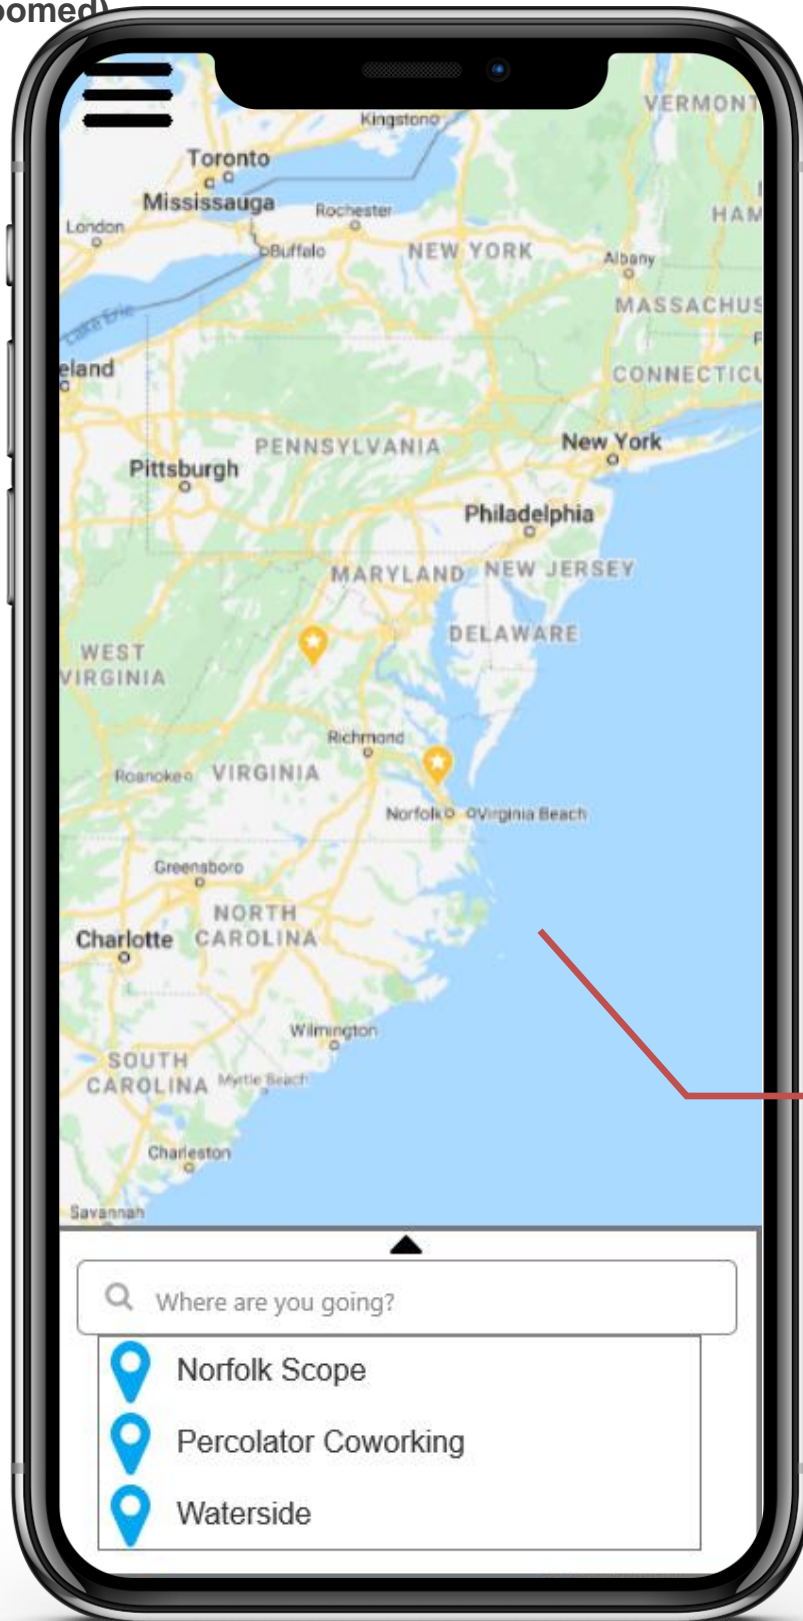 oomed)
VERMONT
Kingston
Toronto
Mississauga
London
Rochester
HAM
Buffalo
NEW YORK
Albany
Lake Erie
MASSACHUS
eland
CONNECTICU
PENNSYLVANIA
New York
Pittsburgh
Philadelphia
MARYLAND
NEW JERSEY
DELAWARE
WEST
VIRGINIA
Richmond
Roanoke
VIRGINIA
Norfolk
Virginia Beach
Greensboro
NORTH
CAROLINA
Charlotte
Wilmington
SOUTH
CAROLINA
Myrtle Beach
Charleston
Savannah
Where are you going?
Norfolk Scope
Percolator Coworking
Waterside